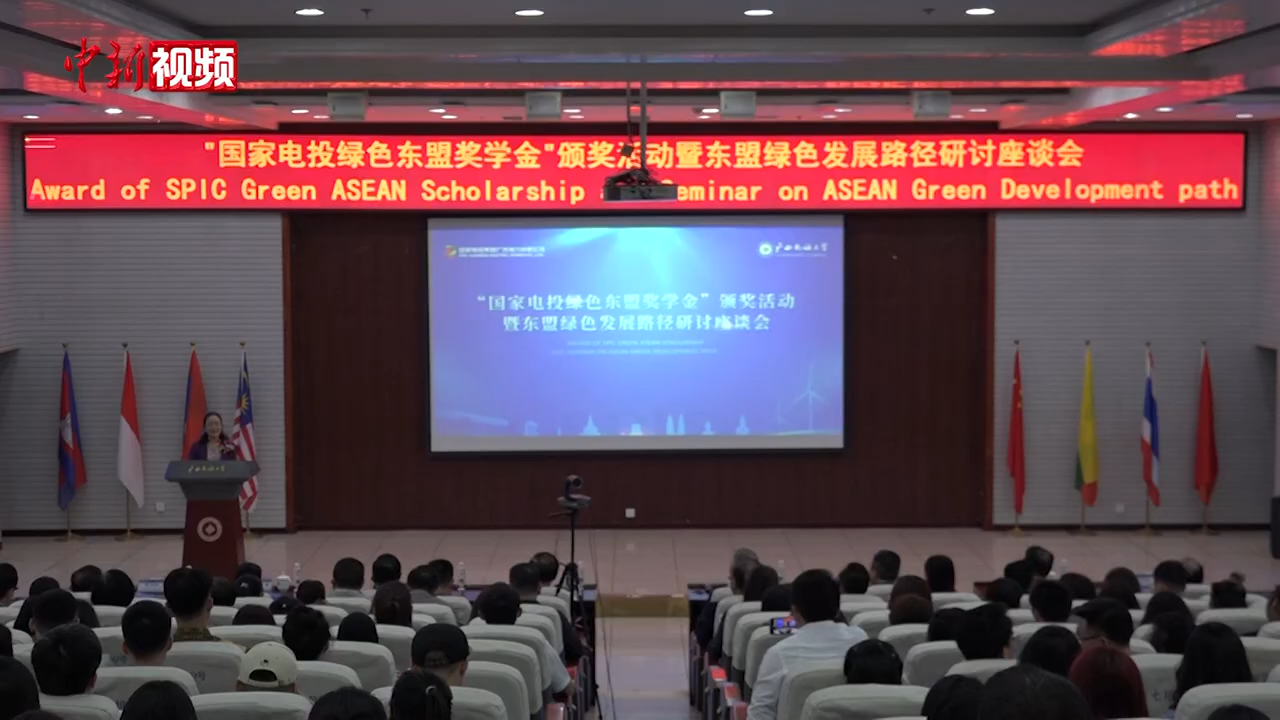 中新视频
"国家电投绿色东盟奖学金"颁奖活动暨东盟绿色发展路径研讨座谈会
Award of SPIC Green ASEAN Scholarship eminar on ASEAN Green Development path
“国家电投绿色东盟奖学金”颁奖活动
暨东盟绿色发展路径研讨座谈会